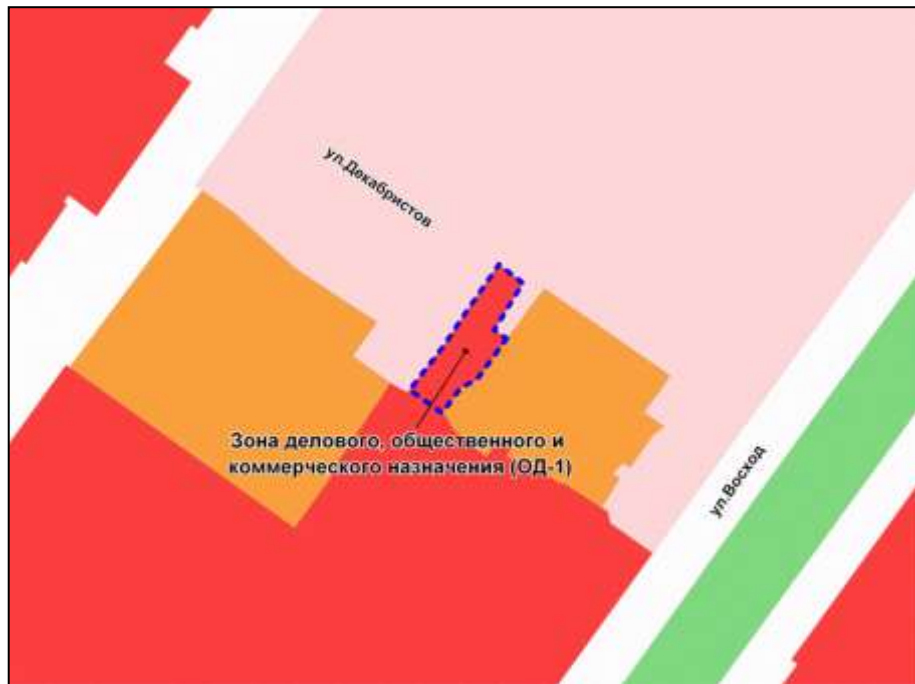 ул.Декабристов
Зона делового, общественного и
коммерческого назначения (ОД-1)
ул.Восход